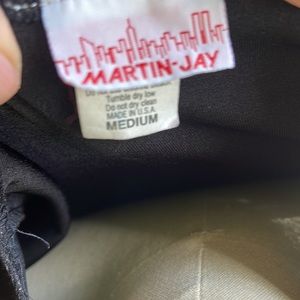 MARTIN-JAY
Tumble dry low
Do not dry clean
MADE IN U.S.A.
MEDIUM